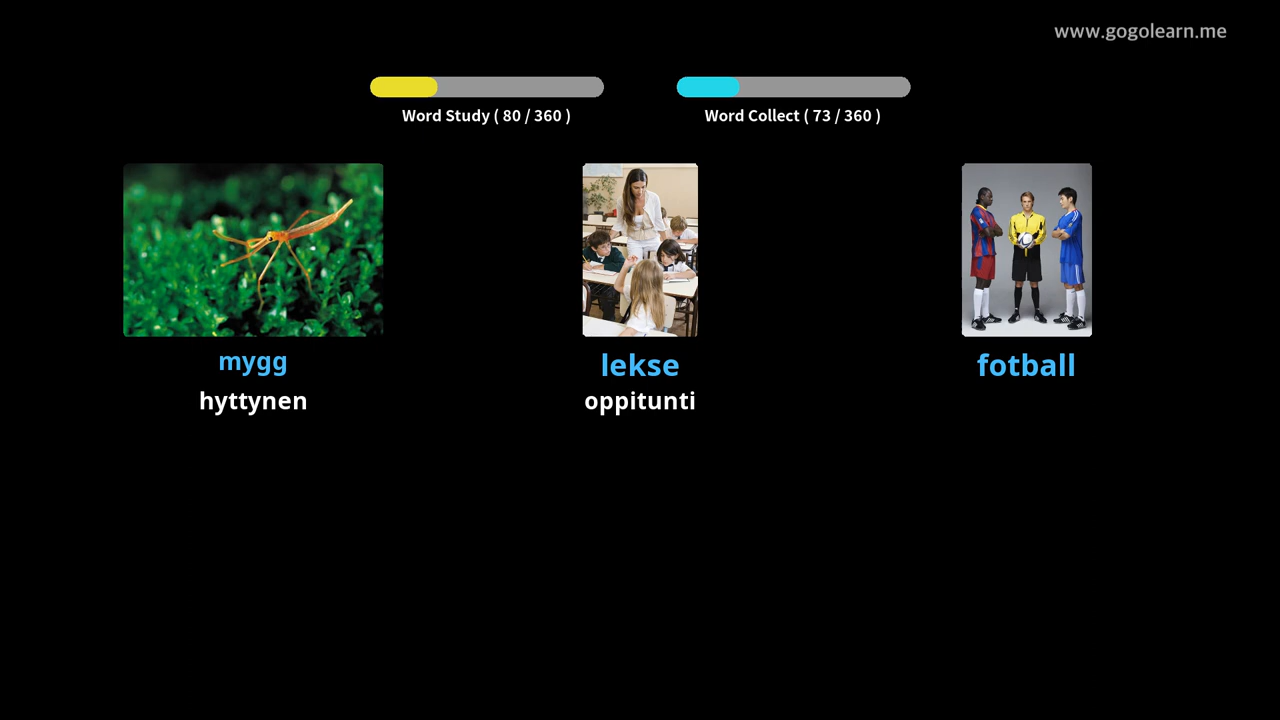 www.gogolearn.me
Word Study ( 80 / 360 )
Word Collect ( 73 / 360 )
mygg
lekse
fotball
hyttynen
oppitunti